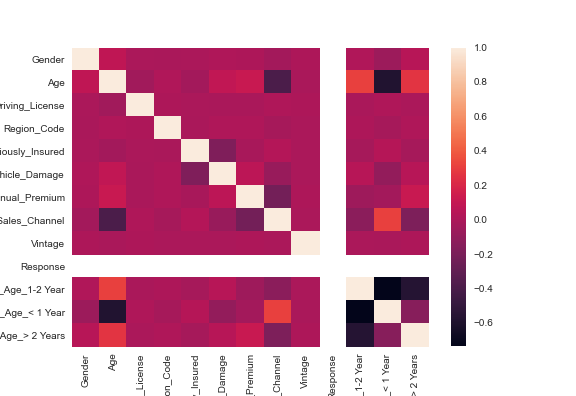 Gender
Age
riving_License
Region_Code
iously_Insured
hicle_Damage
nual_Premium
Sales_Channel
Vintage
Response
_Age_1-2 Year
_Age_< 1 Year
Age_> 2 Years
1.0
0.8
0.6
0.4
0.2
0.0
−0.2
−0.4
−0.6
Gender
Age
_License
on_Code
_Insured
_Damage
Premium
_Channel
Vintage
Response
_1-2 Year
_< 1 Year
> 2 Years